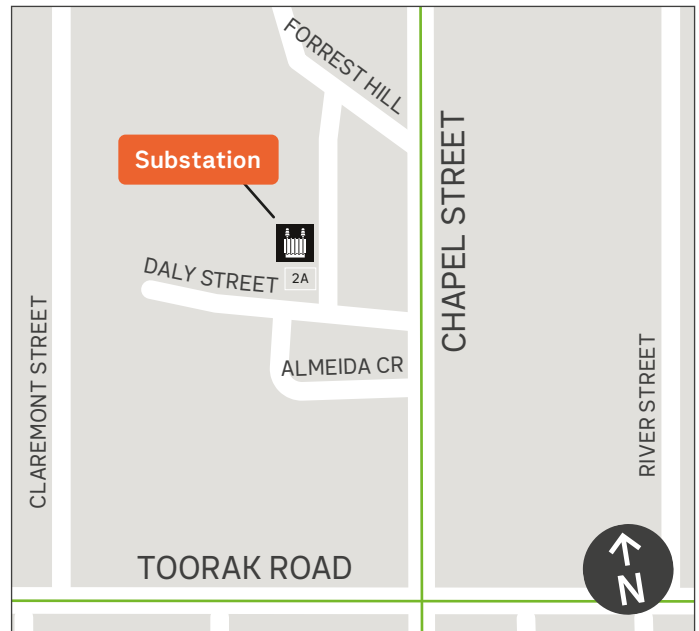 FORREST HILL
CHAPEL STREET
Substation
DALY STREET
2A
ALMEIDA CR
CLAREMONT STREET
RIVER STREET
TOORAK ROAD
N